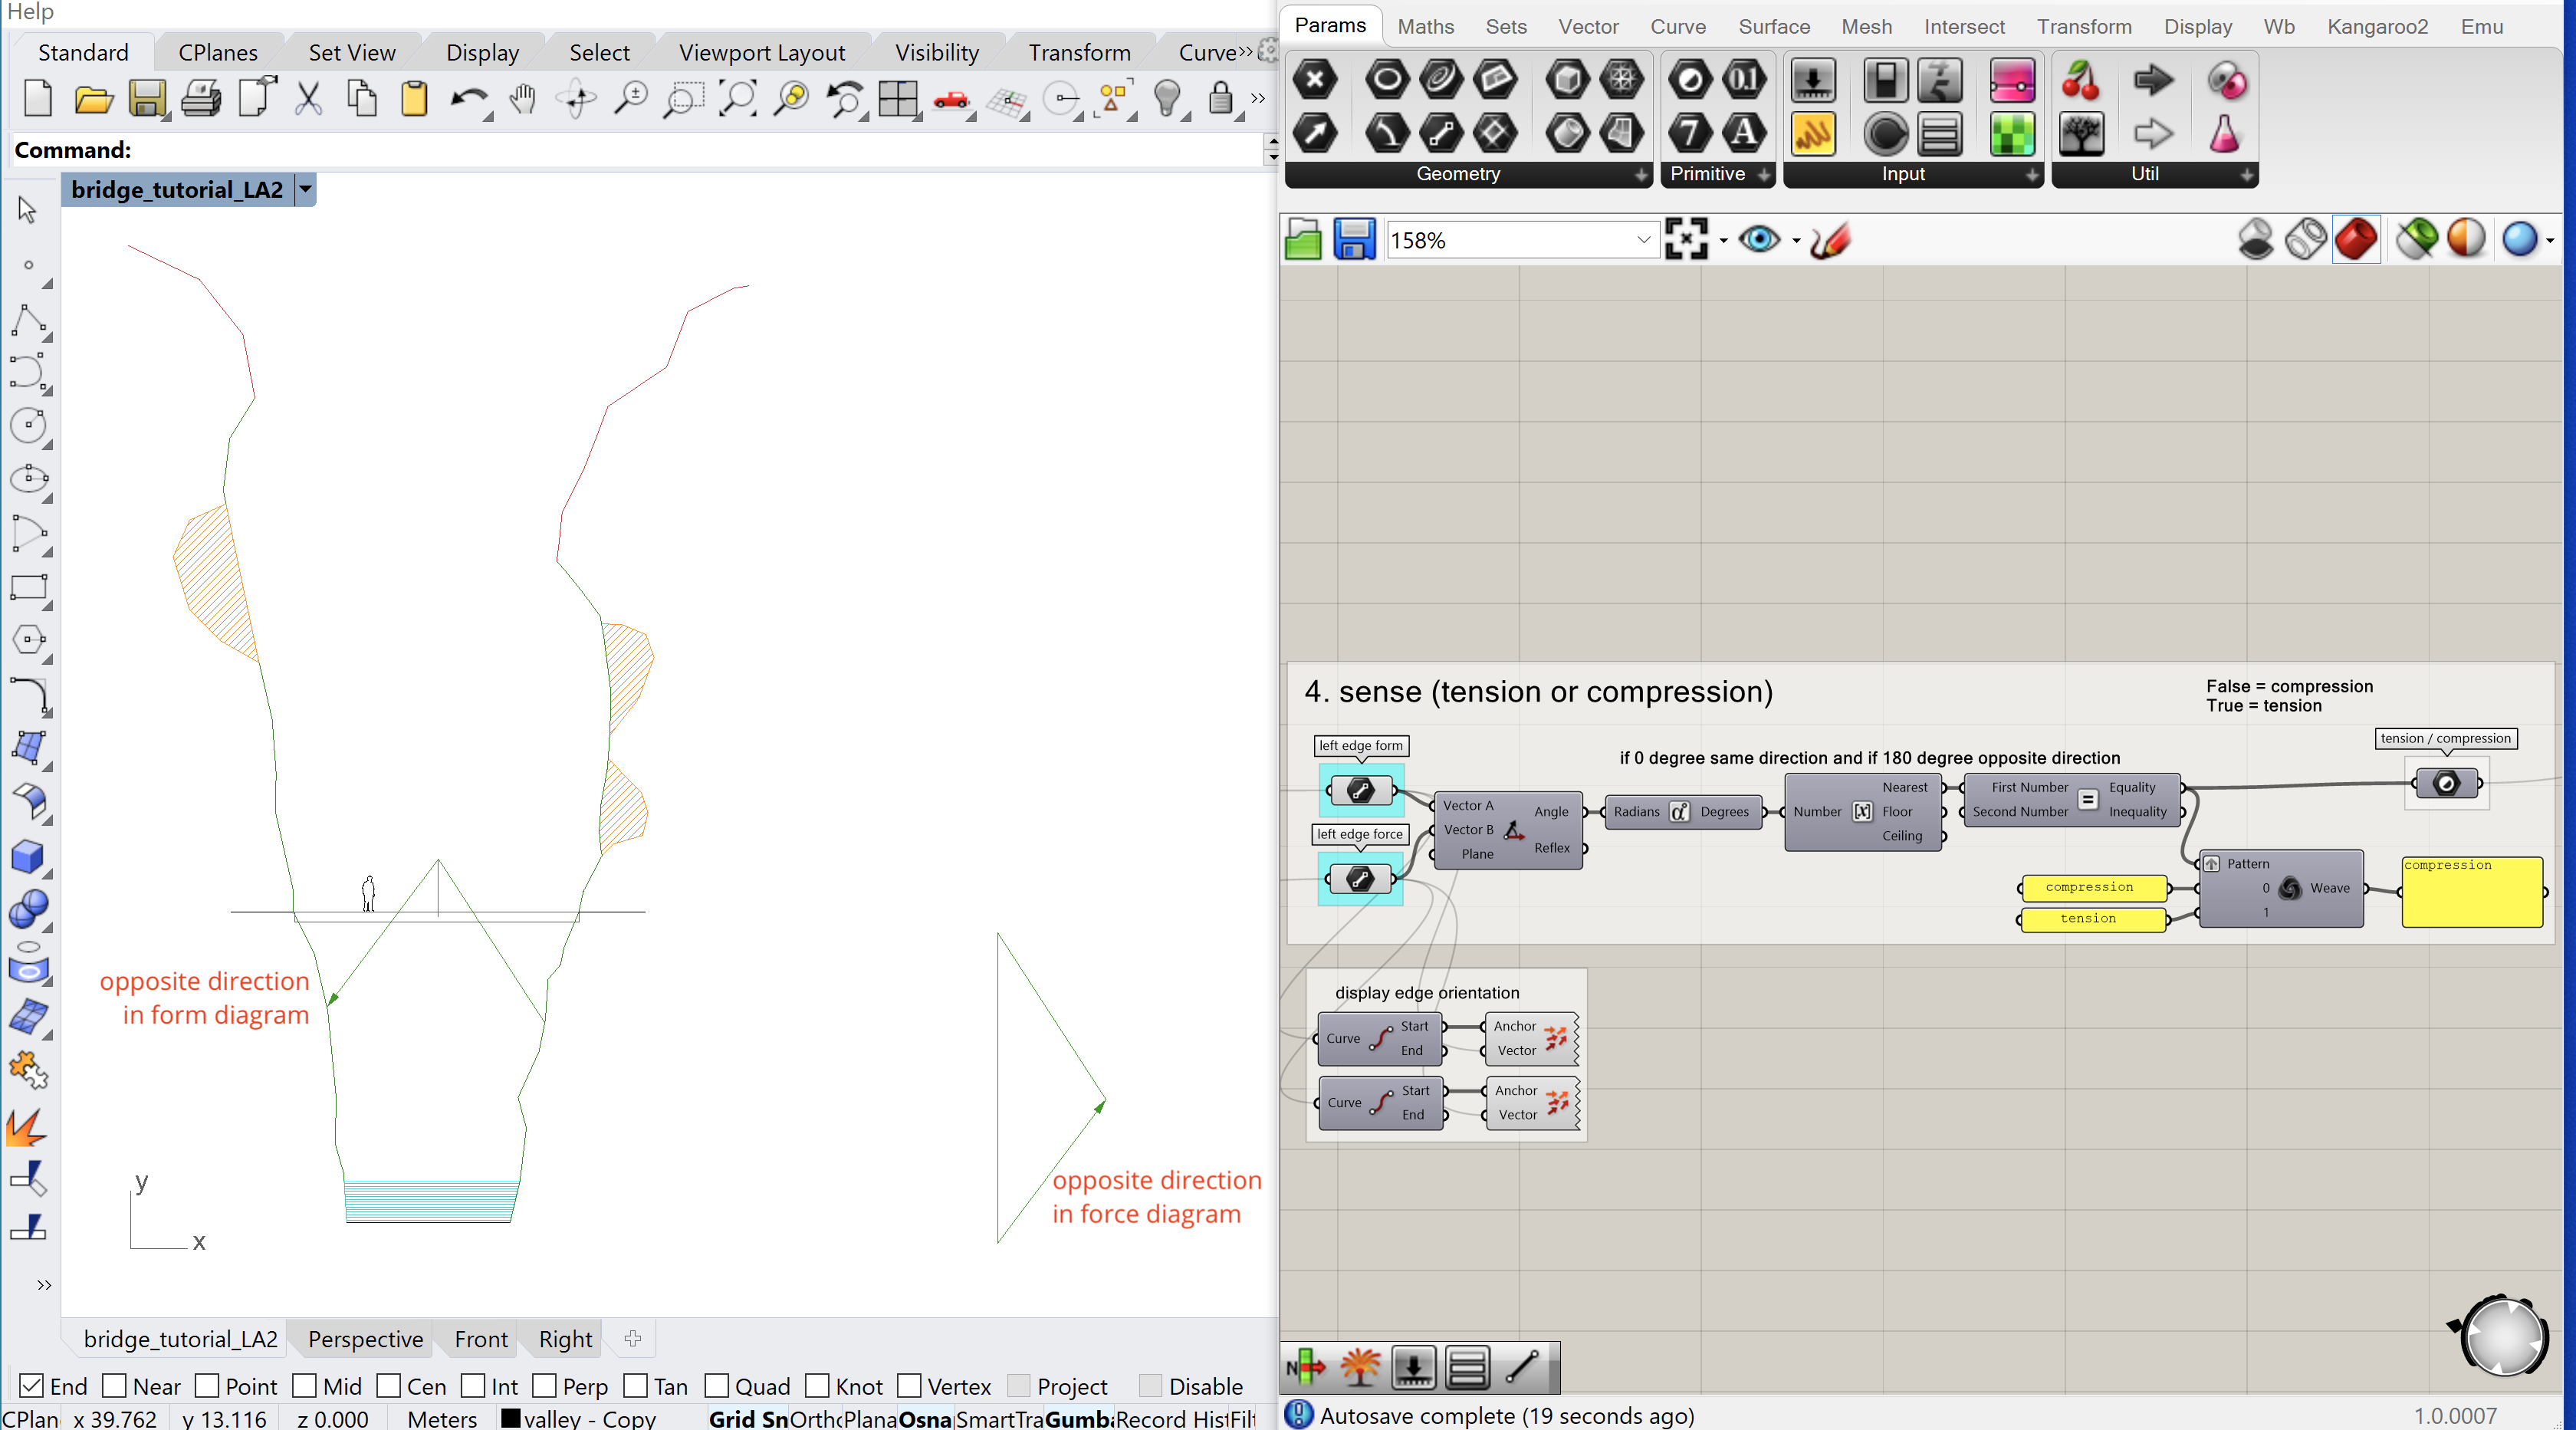 Help
Standard CPlanes Set View Display Select Viewport Layout Visibility Transform Curve»
Command:
bridge_tutorial_LA2
opposite direction
in form diagram
opposite direction
in force diagram
y
x
bridge_tutorial_LA2 Perspective Front Right
End Near Point Mid Cen Int Perp Tan Quad Knot Vertex Project Disable
CPlan x 39.762 y 13.116 z 0.000 Meters valley - Copy Grid Sn Ortho Plana Osna SmartTra Gumba Record Hist Filt
Params Maths Sets Vector Curve Surface Mesh Intersect Transform Display Wb Kangaroo2 Emu
Geometry Primitive Input Util
158%
4. sense (tension or compression)
False = compression
True = tension
left edge form
if 0 degree same direction and if 180 degree opposite direction
tension / compression
Vector A
Vector B
Plane
Angle
Reflex
Radians Degrees
Number
Nearest
Floor
Ceiling
First Number
Second Number
Equality
Inequality
left edge force
compression
tension
Pattern
0
1
Weave
compression
display edge orientation
Curve
Start
End
Anchor
Vector
Curve
Start
End
Anchor
Vector
Autosave complete (19 seconds ago)
1.0.0007